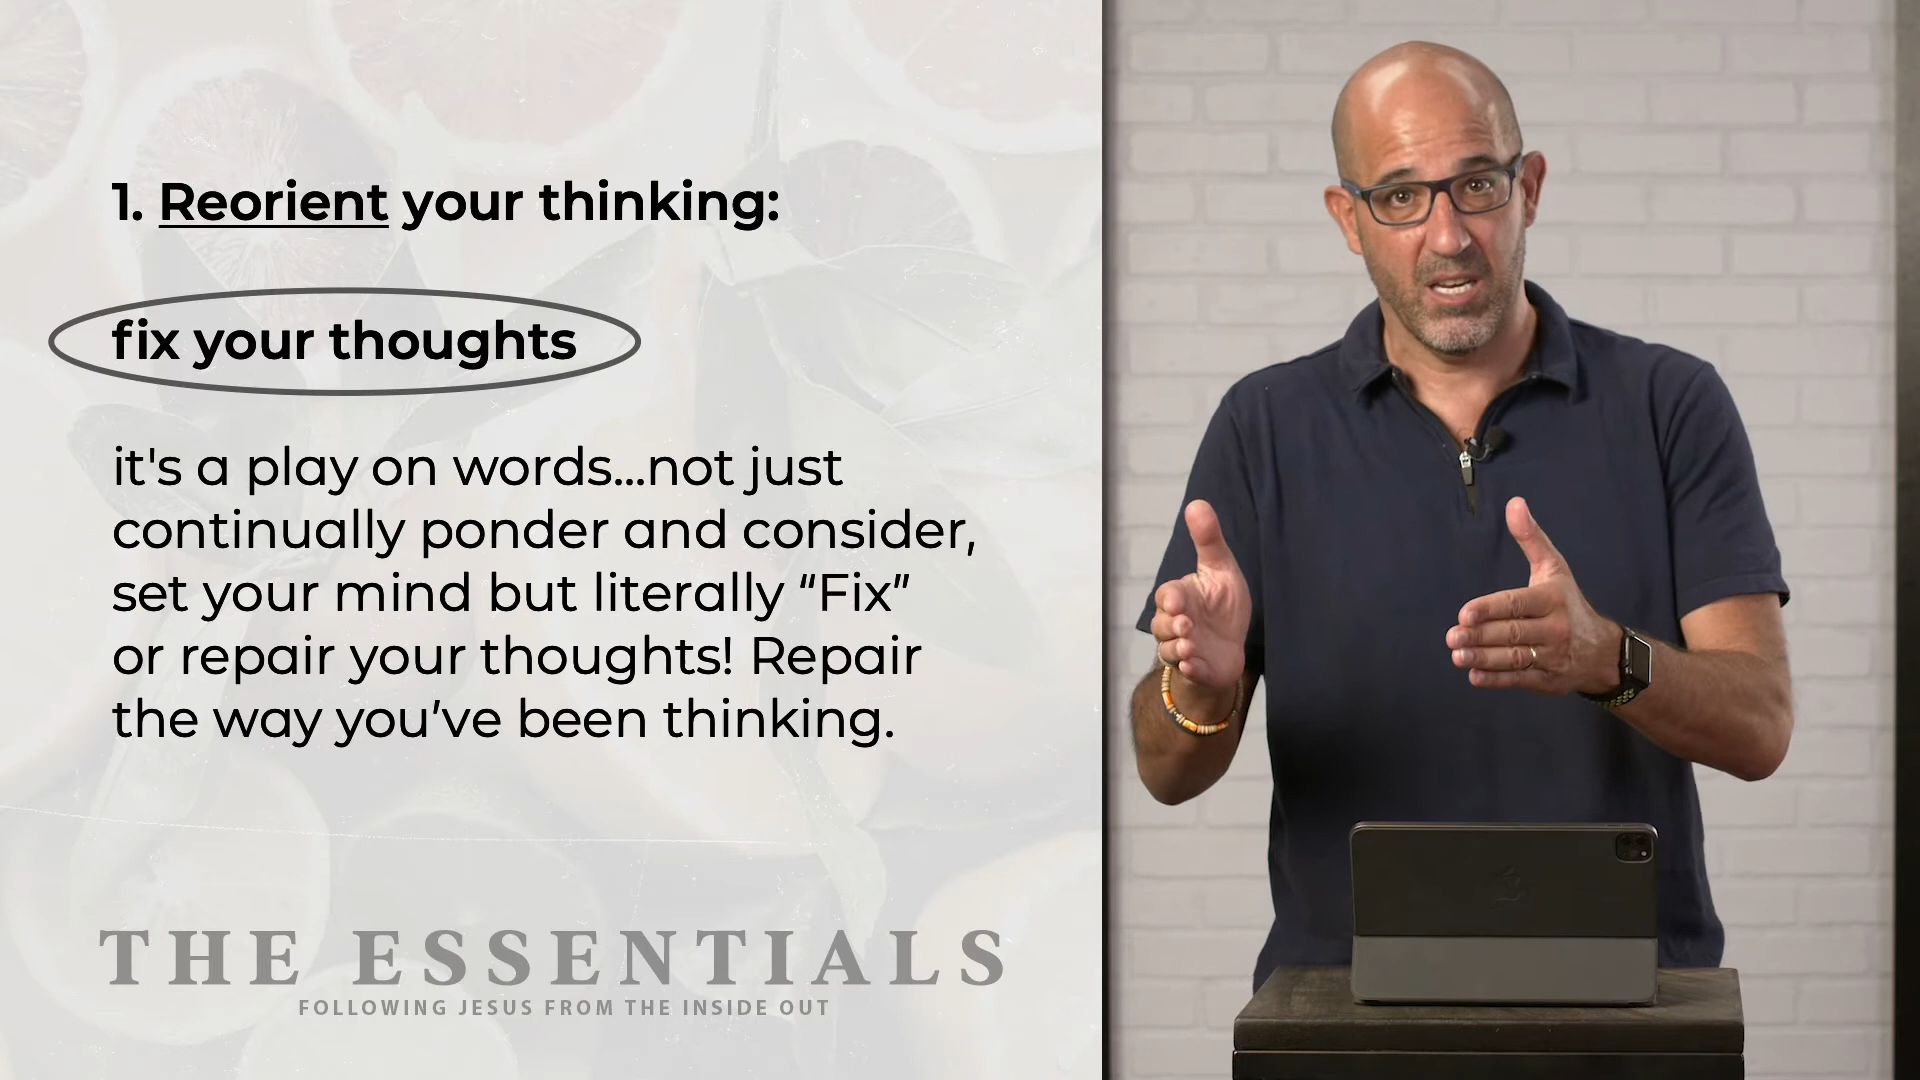 1. Reorient your thinking:
fix your thoughts
it's a play on words...not just
continually ponder and consider,
set your mind but literally “Fix”
or repair your thoughts! Repair
the way you’ve been thinking.
THE ESSENTIALS
FOLLOWING JESUS FROM THE INSIDE OUT